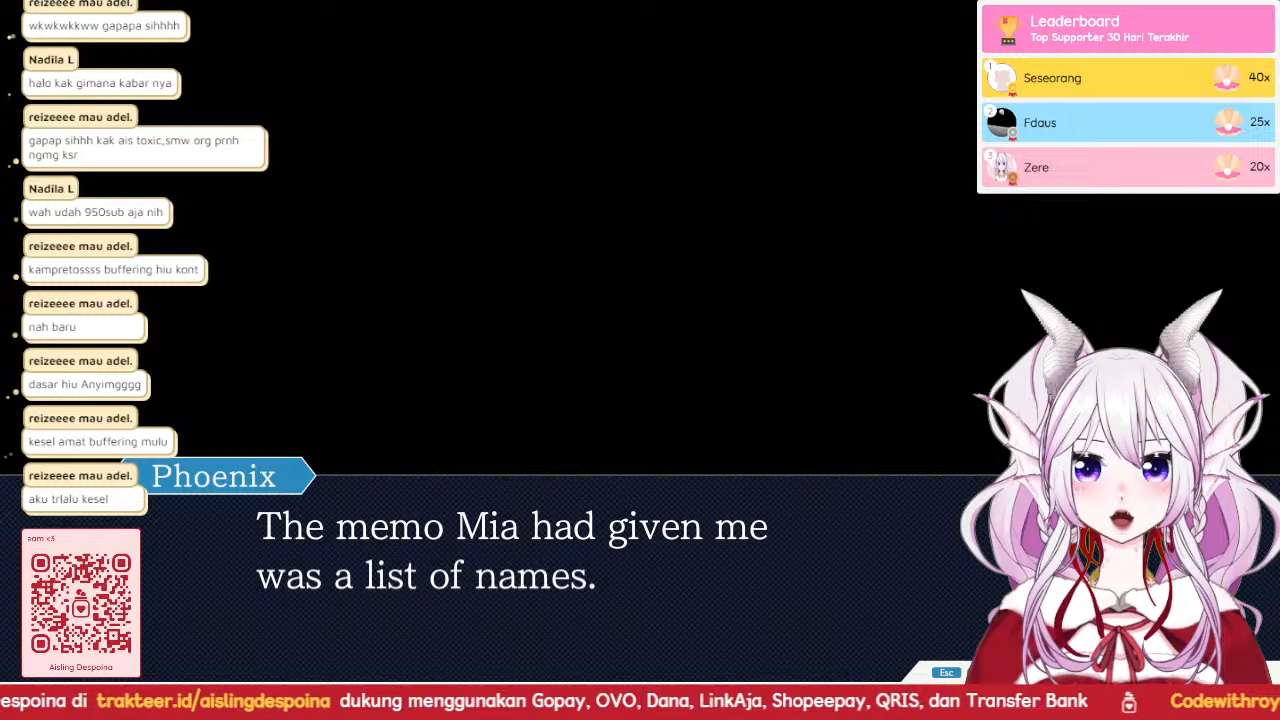 reizeeee mau adel.
wkwkwkkww gapapa sihhhh
Nadila L
halo kak gimana kabar nya
reizeeee mau adel.
gapap sihhh kak ais toxic,smw org prnh
ngmg ksr
Nadila L
wah udah 950sub aja nih
reizeeee mau adel.
kampretossss buffering hiu kont
reizeeee mau adel.
nah baru
reizeeee mau adel.
dasar hiu Anyimgggg
reizeeee mau adel.
kesel amat buffering mulu
reizeeee mau adel.
aku trlalu kesel
Leaderboard
Top Supporter 30 Hari Terakhir
1
Seseorang
40x
2
Fdaus
25x
3
Zere
20x
Phoenix
The memo Mia had given me
was a list of names.
eam <3
Aisling Despoina
Esc
espoina di trakteer.id/aislingdespoina dukung menggunakan Gopay, OVO, Dana, LinkAja, Shopeepay, QRIS, dan Transfer Bank Codewithroy